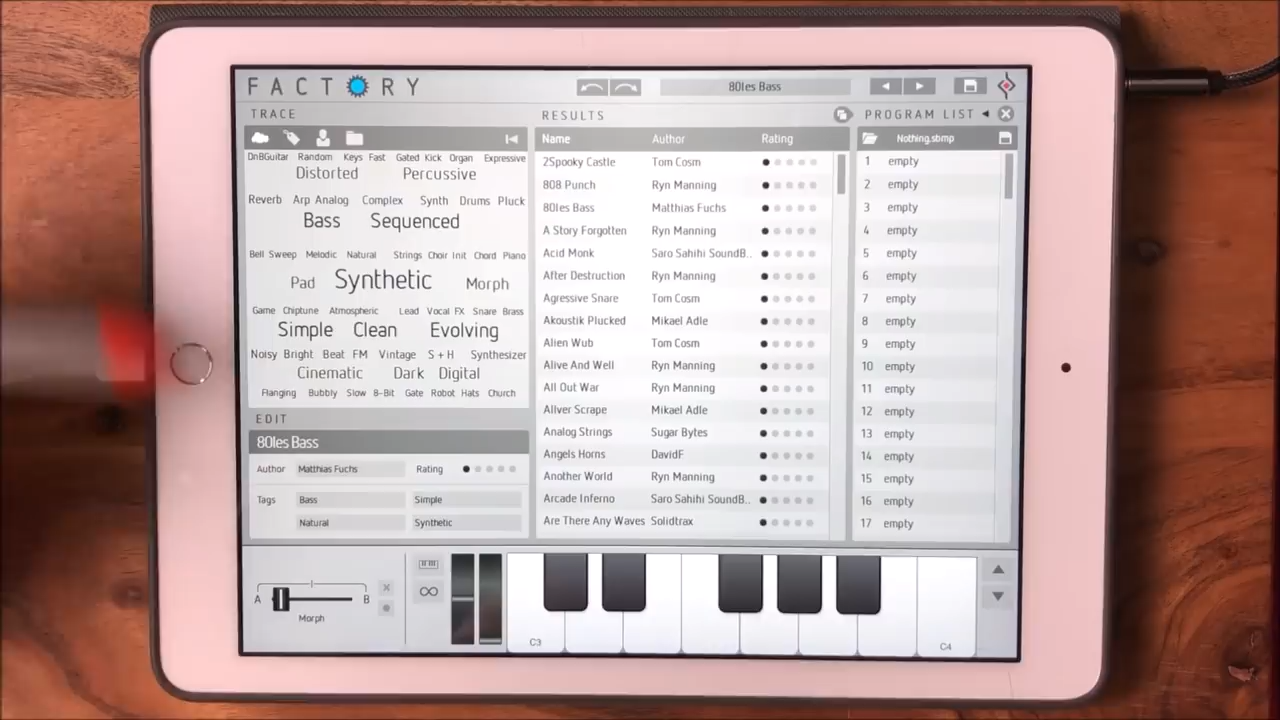 FACTORY
80les Bass
TRACE
RESULTS
PROGRAM LIST
Name Author Rating
Nothing.sbmp
DnBGuitar Random Keys Fast Gated Kick Organ Expressive
Distorted Percussive
Reverb Arp Analog Complex Synth Drums Pluck
Bass Sequenced
Bell Sweep Melodic Natural Strings Choir Init Chord Piano
Pad Synthetic Morph
Game Chiptune Atmospheric Lead Vocal FX Snare Brass
Simple Clean Evolving
Noisy Bright Beat FM Vintage S + H Synthesizer
Cinematic Dark Digital
Flanging Bubbly Slow 8-Bit Gate Robot Hats Church
2Spooky Castle Tom Cosm
808 Punch Ryn Manning
80les Bass Matthias Fuchs
A Story Forgotten Ryn Manning
Acid Monk Saro Sahihi SoundB..
After Destruction Ryn Manning
Agressive Snare Tom Cosm
Akoustik Plucked Mikael Adle
Alien Wub Tom Cosm
Alive And Well Ryn Manning
All Out War Ryn Manning
Allver Scrape Mikael Adle
Analog Strings Sugar Bytes
Angels Horns DavidF
Another World Ryn Manning
Arcade Inferno Saro Sahihi SoundB..
Are There Any Waves Solidtrax
1 empty
2 empty
3 empty
4 empty
5 empty
6 empty
7 empty
8 empty
9 empty
10 empty
11 empty
12 empty
13 empty
14 empty
15 empty
16 empty
17 empty
EDIT
80les Bass
Author Matthias Fuchs Rating
Tags Bass Simple
Natural Synthetic
A B
Morph
C3 C4